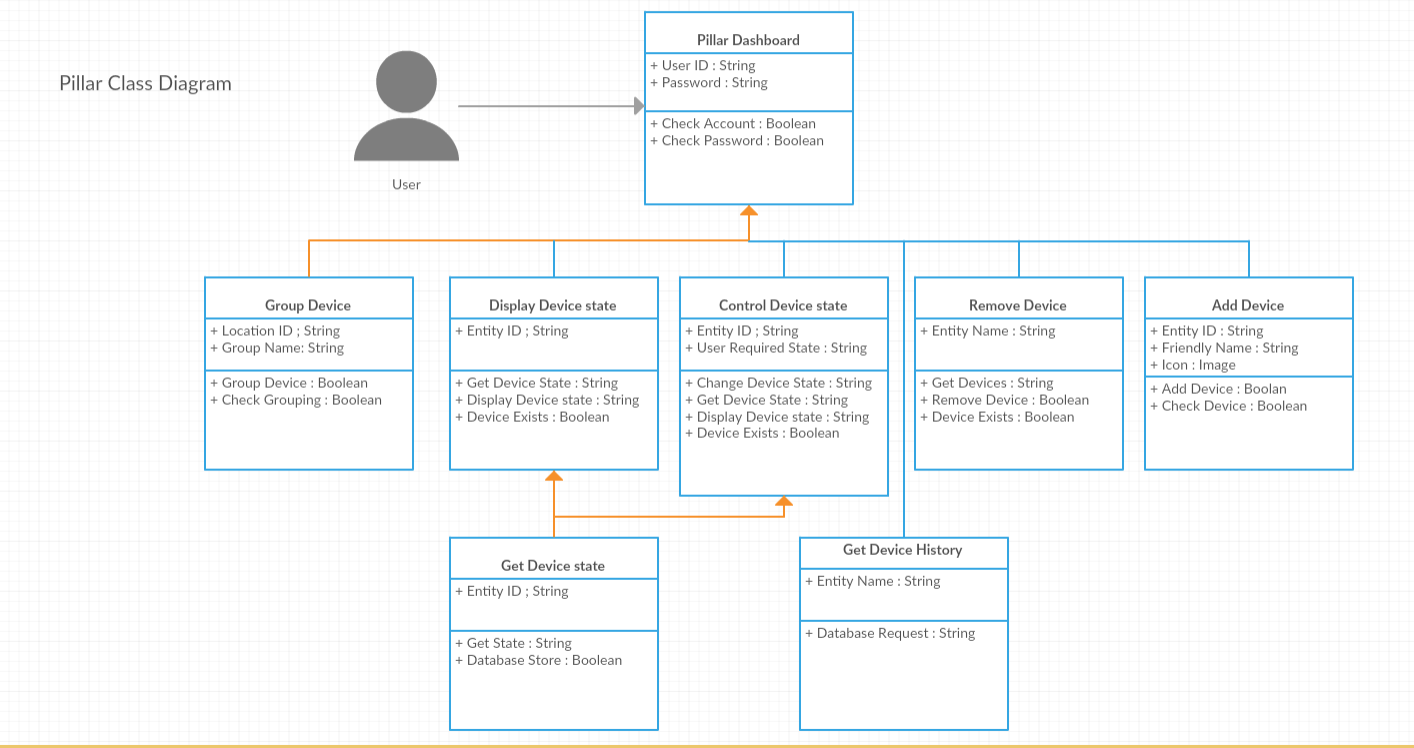 Pillar Class Diagram
User
Pillar Dashboard
+ User ID : String
+ Password : String
+ Check Account : Boolean
+ Check Password : Boolean
Group Device
+ Location ID ; String
+ Group Name: String
+ Group Device : Boolean
+ Check Grouping : Boolean
Display Device state
+ Entity ID ; String
+ Get Device State : String
+ Display Device state : String
+ Device Exists : Boolean
Control Device state
+ Entity ID ; String
+ User Required State : String
+ Change Device State : String
+ Get Device State : String
+ Display Device state : String
+ Device Exists : Boolean
Remove Device
+ Entity Name : String
+ Get Devices : String
+ Remove Device : Boolean
+ Device Exists : Boolean
Add Device
+ Entity ID : String
+ Friendly Name : String
+ Icon : Image
+ Add Device : Boolan
+ Check Device : Boolean
Get Device state
+ Entity ID ; String
+ Get State : String
+ Database Store : Boolean
Get Device History
+ Entity Name : String
+ Database Request : String